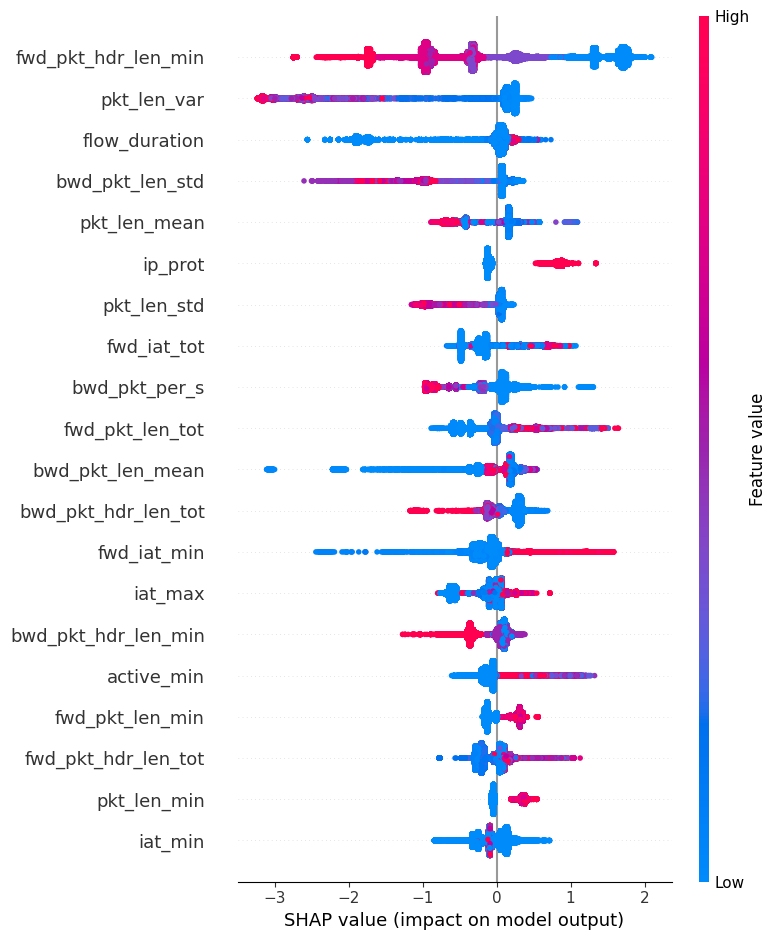 High
fwd_pkt_hdr_len_min
pkt_len_var
flow_duration
bwd_pkt_len_std
pkt_len_mean
ip_prot
pkt_len_std
fwd_iat_tot
bwd_pkt_per_s
fwd_pkt_len_tot
bwd_pkt_len_mean
bwd_pkt_hdr_len_tot
fwd_iat_min
iat_max
bwd_pkt_hdr_len_min
active_min
fwd_pkt_len_min
fwd_pkt_hdr_len_tot
pkt_len_min
iat_min
Feature value
Low
−3 −2 −1 0 1 2
SHAP value (impact on model output)